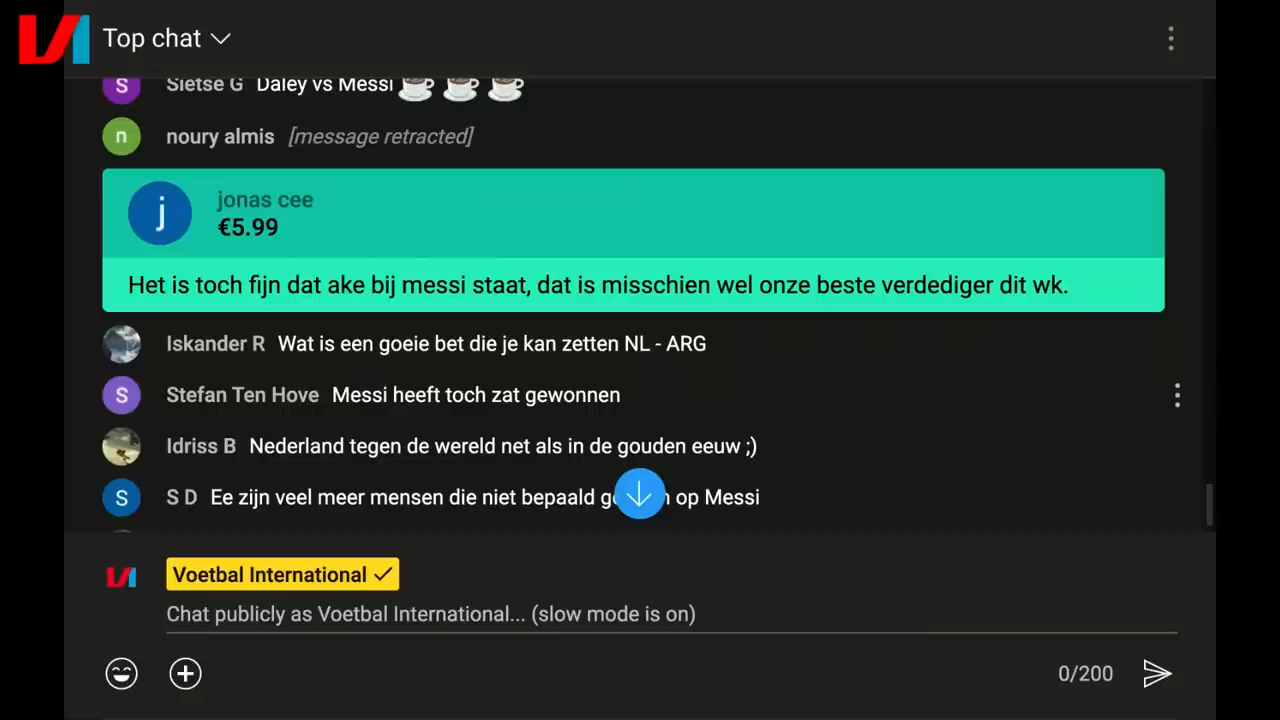 VI
Top chat
S Sietse G Daley vs Messi
n noury almis [message retracted]
j jonas cee
€5.99
Het is toch fijn dat ake bij messi staat, dat is misschien wel onze beste verdediger dit wk.
Iskander R Wat is een goeie bet die je kan zetten NL - ARG
S Stefan Ten Hove Messi heeft toch zat gewonnen
Idriss B Nederland tegen de wereld net als in de gouden eeuw ;)
S S D Ee zijn veel meer mensen die niet bepaald op Messi
VI Voetbal International
Chat publicly as Voetbal International... (slow mode is on)
0/200